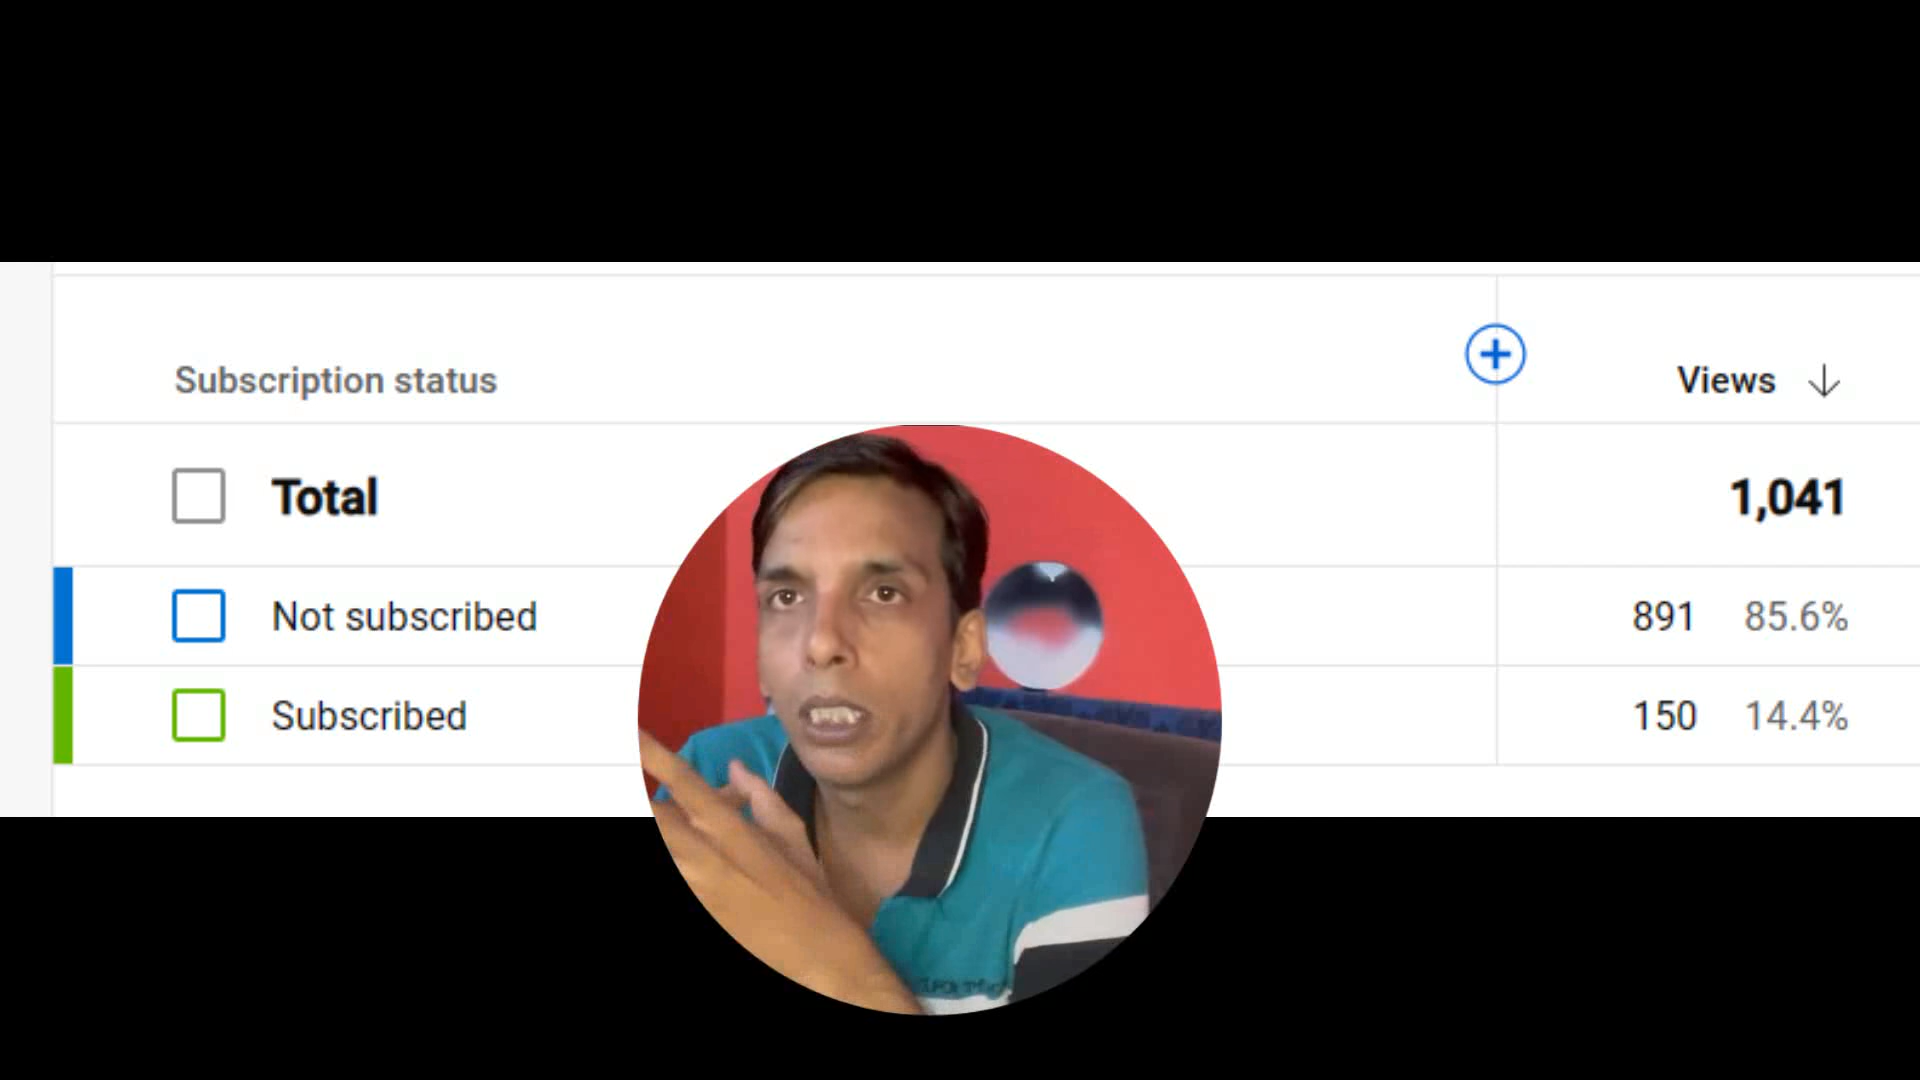 Subscription status Views
Total 1,041
Not subscribed 891 85.6%
Subscribed 150 14.4%